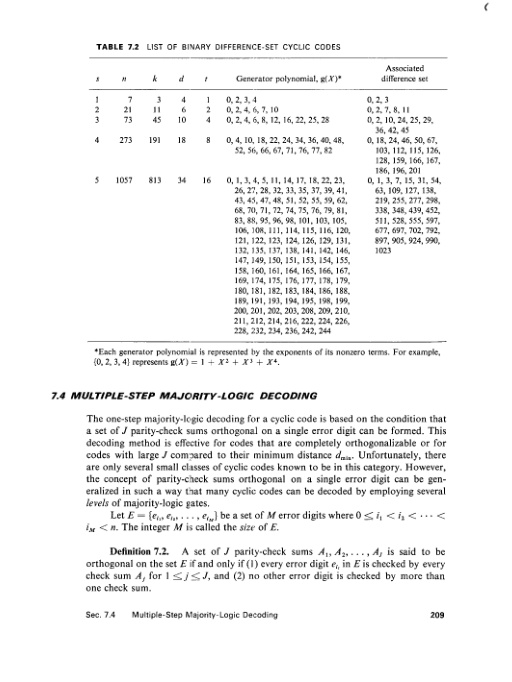 TABLE 7.2 LIST OF BINARY DIFFERENCE-SET CYCLIC CODES
Associated
s n k d t Generator polynomial, g(X)* difference set
1 7 3 4 1 0, 2, 3, 4 0, 2, 3
2 21 11 6 2 0, 2, 4, 6, 7, 10 0, 2, 7, 8, 11
3 73 45 10 4 0, 2, 4, 6, 8, 12, 16, 22, 25, 28 0, 2, 10, 24, 25, 29,
36, 42, 45
4 273 191 18 8 0, 4, 10, 18, 22, 24, 34, 36, 40, 48, 0, 18, 24, 46, 50, 67,
52, 56, 66, 67, 71, 76, 77, 82 103, 112, 115, 126,
128, 159, 166, 167,
186, 196, 201
5 1057 813 34 16 0, 1, 3, 4, 5, 11, 14, 17, 18, 22, 23, 0, 1, 3, 7, 15, 31, 54,
26, 27, 28, 32, 33, 35, 37, 39, 41, 63, 109, 127, 138,
43, 45, 47, 48, 51, 52, 55, 59, 62, 219, 255, 277, 298,
68, 70, 71, 72, 74, 75, 76, 79, 81, 338, 348, 439, 452,
83, 88, 95, 96, 98, 101, 103, 105, 511, 528, 555, 597,
106, 108, 111, 114, 115, 116, 120, 677, 697, 702, 792,
121, 122, 123, 124, 126, 129, 131, 897, 905, 924, 990,
132, 135, 137, 138, 141, 142, 146, 1023
147, 149, 150, 151, 153, 154, 155,
158, 160, 161, 164, 165, 166, 167,
169, 174, 175, 176, 177, 178, 179,
180, 181, 182, 183, 184, 186, 188,
189, 191, 193, 194, 195, 198, 199,
200, 201, 202, 203, 208, 209, 210,
211, 212, 214, 216, 222, 224, 226,
228, 232, 234, 236, 242, 244
*Each generator polynomial is represented by the exponents of its nonzero terms. For example,
{0, 2, 3, 4} represents g(X) = 1 + X² + X³ + X⁴.
7.4 MULTIPLE-STEP MAJORITY-LOGIC DECODING
The one-step majority-logic decoding for a cyclic code is based on the condition that
a set of J parity-check sums orthogonal on a single error digit can be formed. This
decoding method is effective for codes that are completely orthogonalizable or for
codes with large J compared to their minimum distance dₘᵢₙ. Unfortunately, there
are only several small classes of cyclic codes known to be in this category. However,
the concept of parity-check sums orthogonal on a single error digit can be gen-
eralized in such a way that many cyclic codes can be decoded by employing several
levels of majority-logic gates.
Let E = {e_{i₁}, e_{i₂}, . . . , e_{i_M}} be a set of M error digits where 0 ≤ i₁ < i₂ < · · · <
i_M < n. The integer M is called the size of E.
Definition 7.2. A set of J parity-check sums A₁, A₂, . . . , A_J is said to be
orthogonal on the set E if and only if (1) every error digit e_{i_l} in E is checked by every
check sum A_j for 1 ≤ j ≤ J, and (2) no other error digit is checked by more than
one check sum.
Sec. 7.4 Multiple-Step Majority-Logic Decoding 209